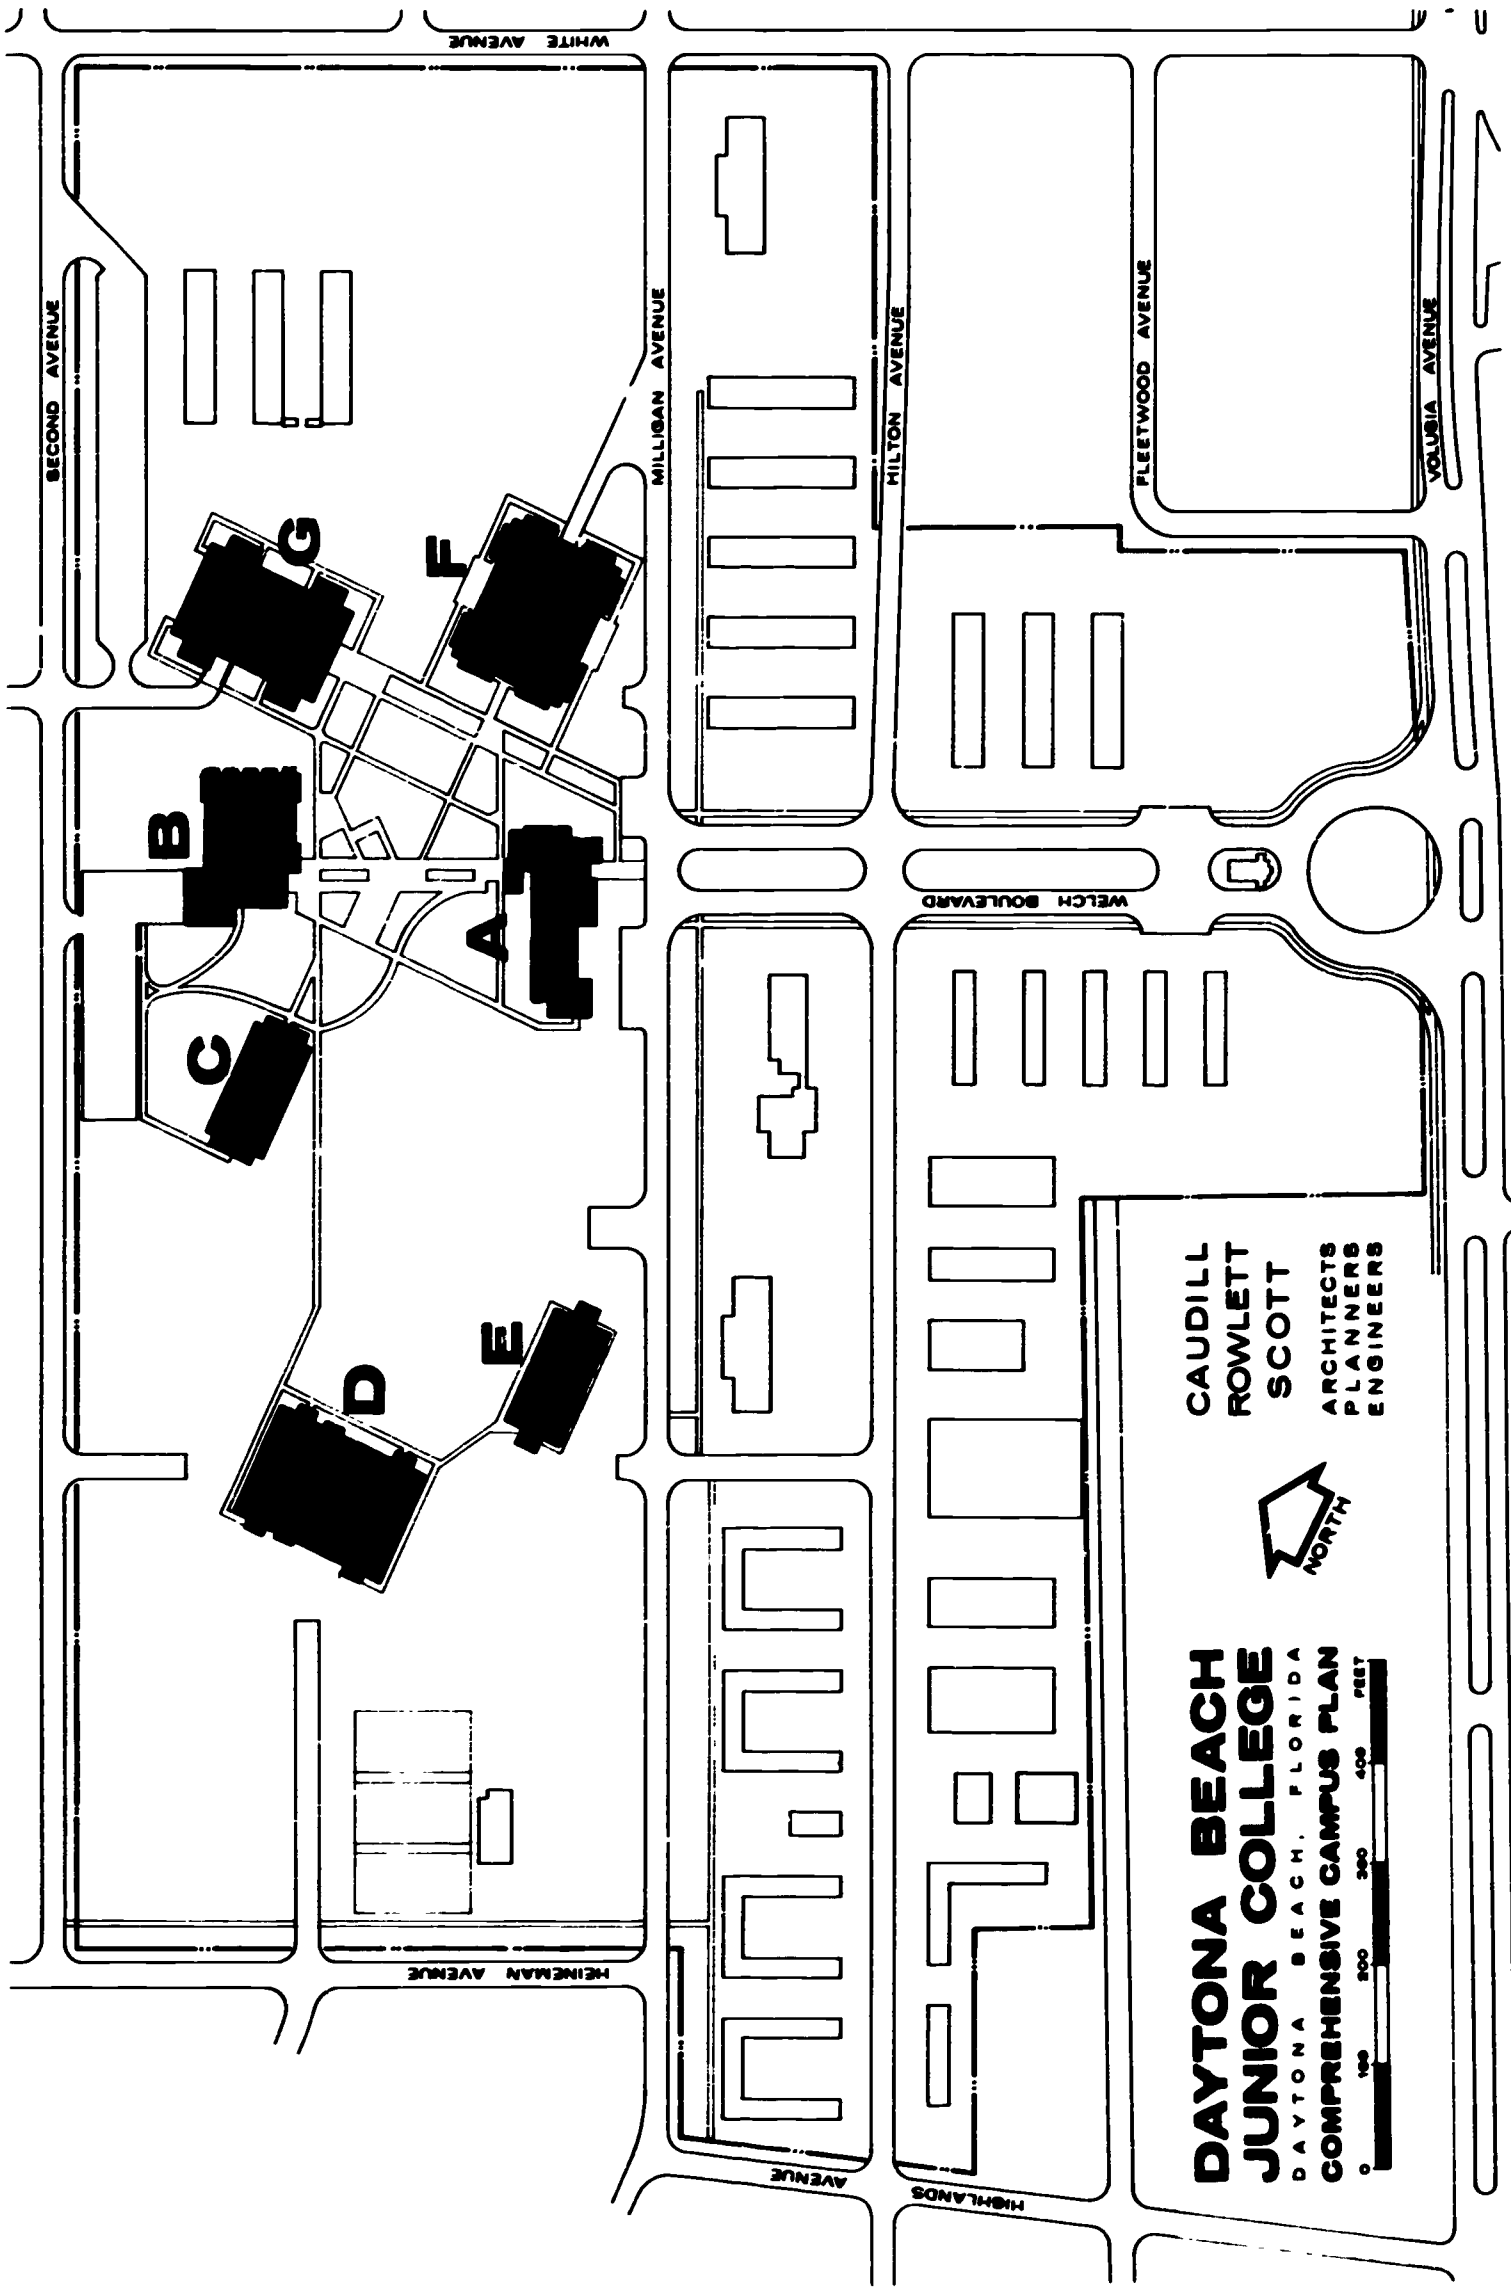 WHITE AVENUE
SECOND AVENUE
MILLIGAN AVENUE
HILTON AVENUE
FLEETWOOD AVENUE
VOLUSIA AVENUE
G
F
B
A
C
D
E
WELCH BOULEVARD
HEINEMAN AVENUE
HIGHLANDS AVENUE
CAUDILL
ROWLETT
SCOTT
ARCHITECTS
PLANNERS
ENGINEERS
NORTH
DAYTONA BEACH
JUNIOR COLLEGE
DAYTONA BEACH, FLORIDA
COMPREHENSIVE CAMPUS PLAN
0 100 200 300 400 FEET